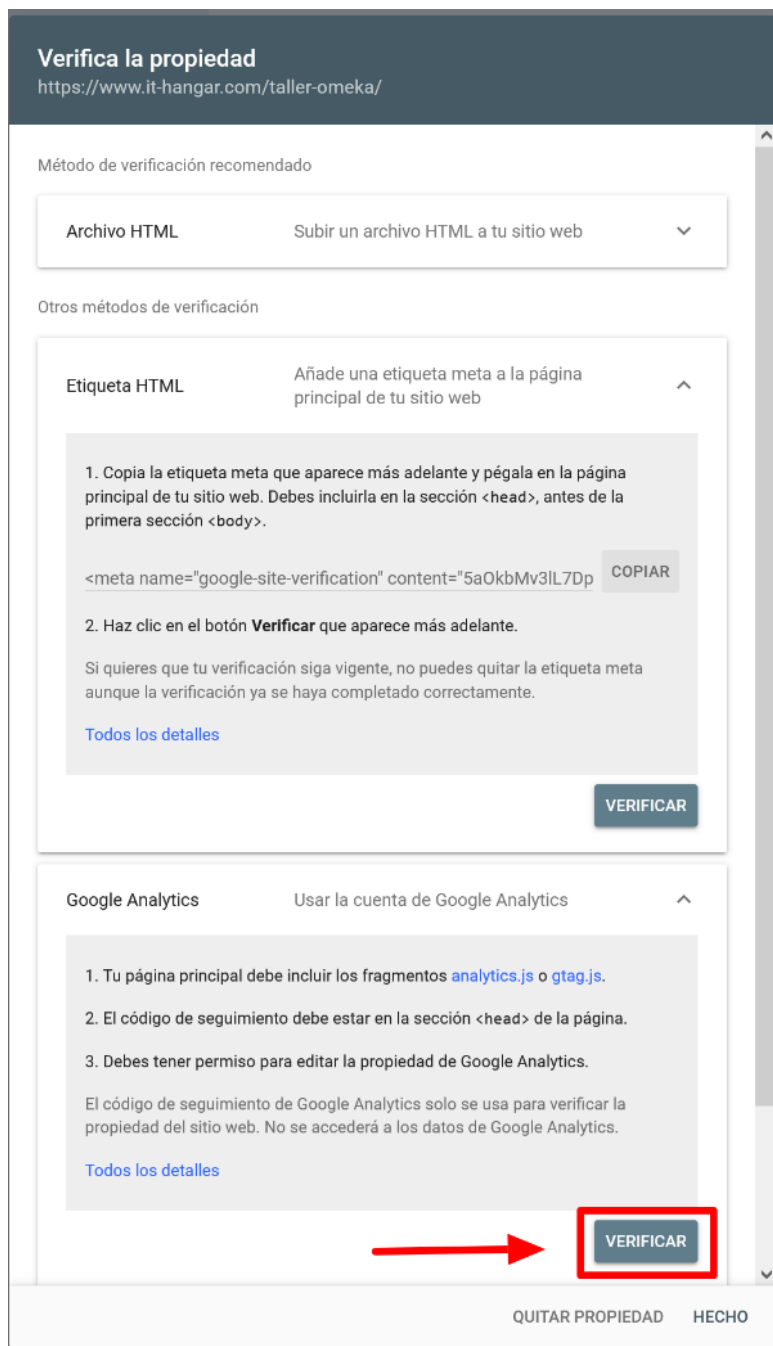 Verifica la propiedad
https://www.it-hangar.com/taller-omeka/
Método de verificación recomendado
Archivo HTML
Subir un archivo HTML a tu sitio web
Otros métodos de verificación
Etiqueta HTML
Añade una etiqueta meta a la página
principal de tu sitio web
1. Copia la etiqueta meta que aparece más adelante y pégala en la página
principal de tu sitio web. Debes incluirla en la sección <head>, antes de la
primera sección <body>.
<meta name="google-site-verification" content="5aOkbMv3lL7Dp
COPIAR
2. Haz clic en el botón Verificar que aparece más adelante.
Si quieres que tu verificación siga vigente, no puedes quitar la etiqueta meta
aunque la verificación ya se haya completado correctamente.
Todos los detalles
VERIFICAR
Google Analytics
Usar la cuenta de Google Analytics
1. Tu página principal debe incluir los fragmentos analytics.js o gtag.js.
2. El código de seguimiento debe estar en la sección <head> de la página.
3. Debes tener permiso para editar la propiedad de Google Analytics.
El código de seguimiento de Google Analytics solo se usa para verificar la
propiedad del sitio web. No se accederá a los datos de Google Analytics.
Todos los detalles
VERIFICAR
QUITAR PROPIEDAD
HECHO